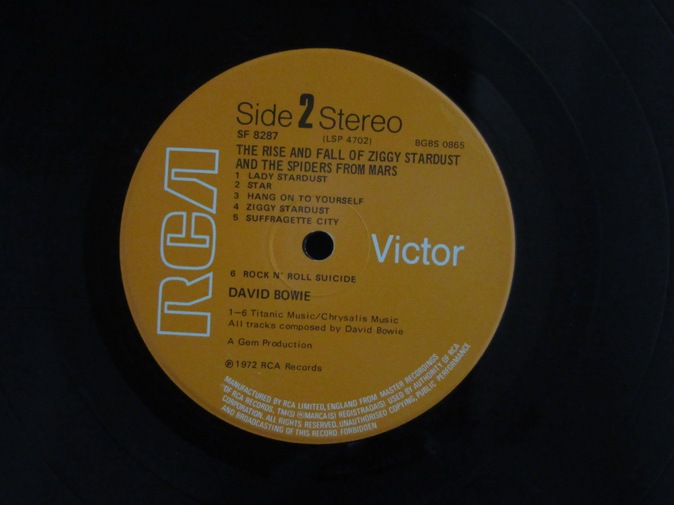 Side 2 Stereo
SF 8287 (LSP 4702) BGBS 0865
THE RISE AND FALL OF ZIGGY STARDUST
AND THE SPIDERS FROM MARS
1 LADY STARDUST
2 STAR
3 HANG ON TO YOURSELF
4 ZIGGY STARDUST
5 SUFFRAGETTE CITY
RCA
Victor
6 ROCK N' ROLL SUICIDE
DAVID BOWIE
1–6 Titanic Music/Chrysalis Music
All tracks composed by David Bowie
A Gem Production
℗1972 RCA Records
MANUFACTURED BY RCA LIMITED, ENGLAND FROM MASTER RECORDINGS
OF RCA RECORDS, TM(S) ®MARCA(S) REGISTRADA(S) USED BY AUTHORITY OF RCA
CORPORATION. ALL RIGHTS RESERVED. UNAUTHORISED COPYING, PUBLIC PERFORMANCE
AND BROADCASTING OF THIS RECORD FORBIDDEN